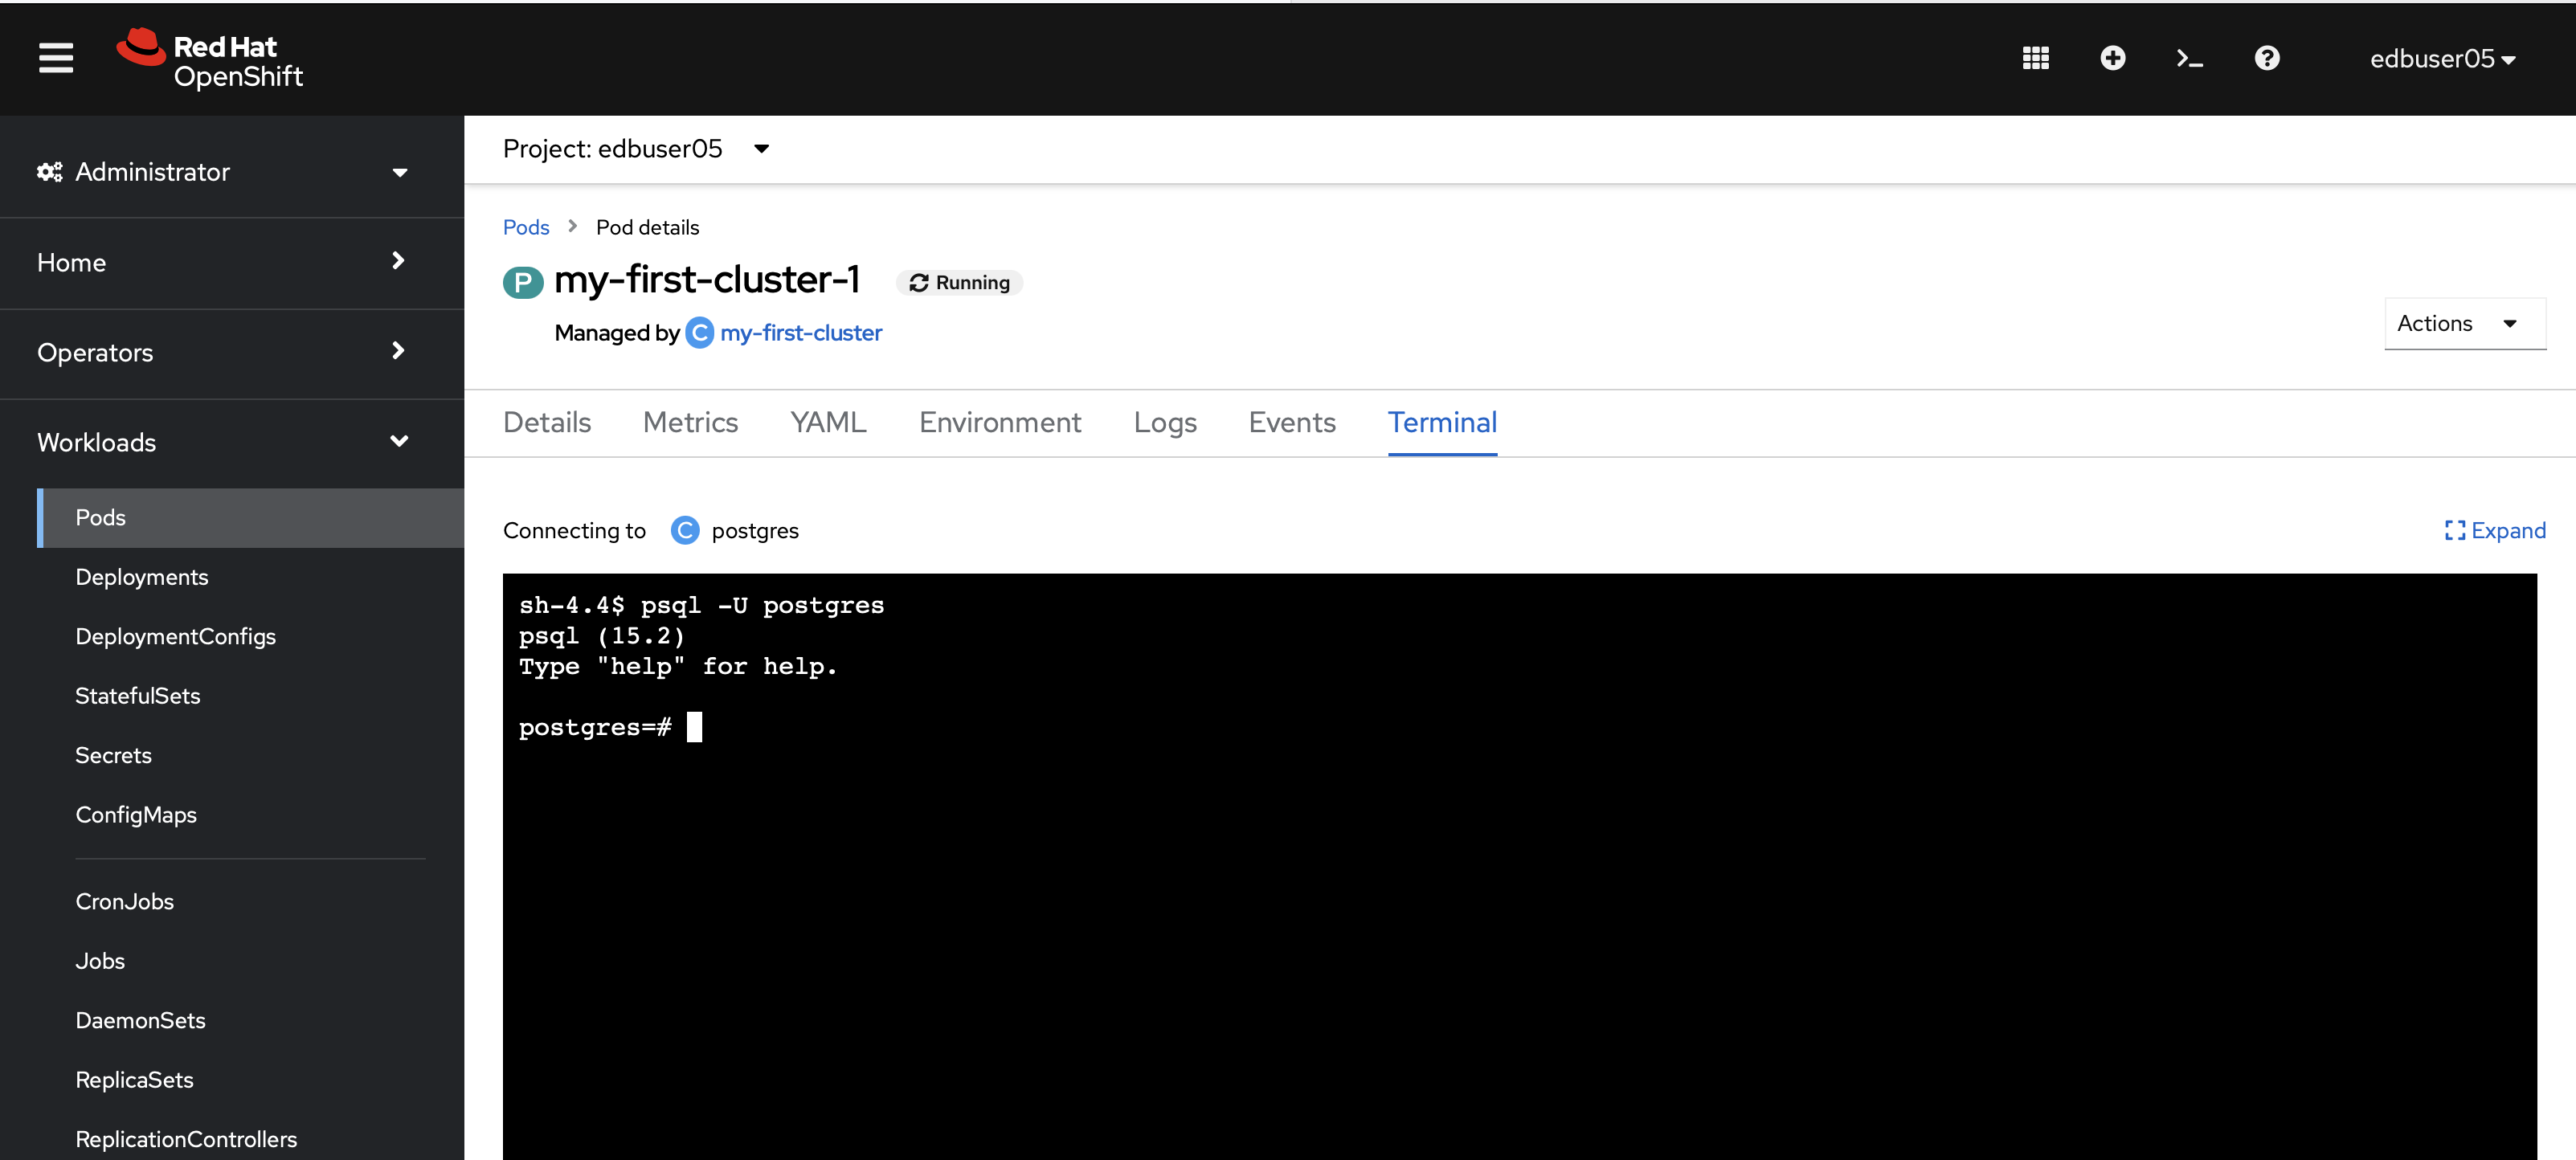 Red Hat
OpenShift
edbuser05
Administrator
Home
Operators
Workloads
Pods
Deployments
DeploymentConfigs
StatefulSets
Secrets
ConfigMaps
CronJobs
Jobs
DaemonSets
ReplicaSets
ReplicationControllers
Project: edbuser05
Pods > Pod details
P my-first-cluster-1 Running
Managed by C my-first-cluster
Actions
Details Metrics YAML Environment Logs Events Terminal
Connecting to C postgres
Expand
sh-4.4$ psql -U postgres
psql (15.2)
Type "help" for help.
postgres=#